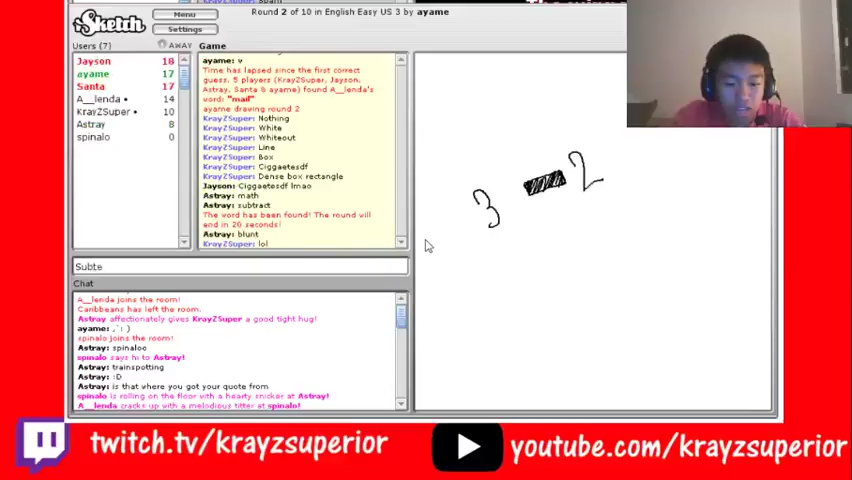 Round 2 of 10 in English Easy US 3 by ayame
iSketch
Menu
Settings
Users (7)
AWAY
Game
Jayson 18
ayame 17
Santa 17
A__lenda • 14
KrayZSuper • 10
Astray 8
spinalo 0
ayame: v
Time has lapsed since the first correct
guess, 5 players (KrayZSuper, Jayson,
Astray, Santa & ayame) found A__lenda's
word: "mail"
ayame drawing round 2
KrayZSuper: Nothing
KrayZSuper: White
KrayZSuper: Whiteout
KrayZSuper: Line
KrayZSuper: Box
KrayZSuper: Ciggaetesdf
KrayZSuper: Dense box rectangle
Jayson: Ciggaetesdf lmao
Astray: math
Astray: subtract
The word has been found! The round will
end in 20 seconds!
Astray: blunt
KrayZSuper: lol
3 - 2
Subte
Chat
A__lenda joins the room!
Caribbeans has left the room.
Astray affectionately gives KrayZSuper a good tight hug!
ayame: ,`: )
spinalo joins the room!
Astray: spinaloo
spinalo says hi to Astray!
Astray: trainspotting
Astray: :D
Astray: is that where you got your quote from
spinalo is rolling on the floor with a hearty snicker at Astray!
A__lenda cracks up with a melodious titter at spinalo!
twitch.tv/krayzsuperior
youtube.com/krayzsuperior